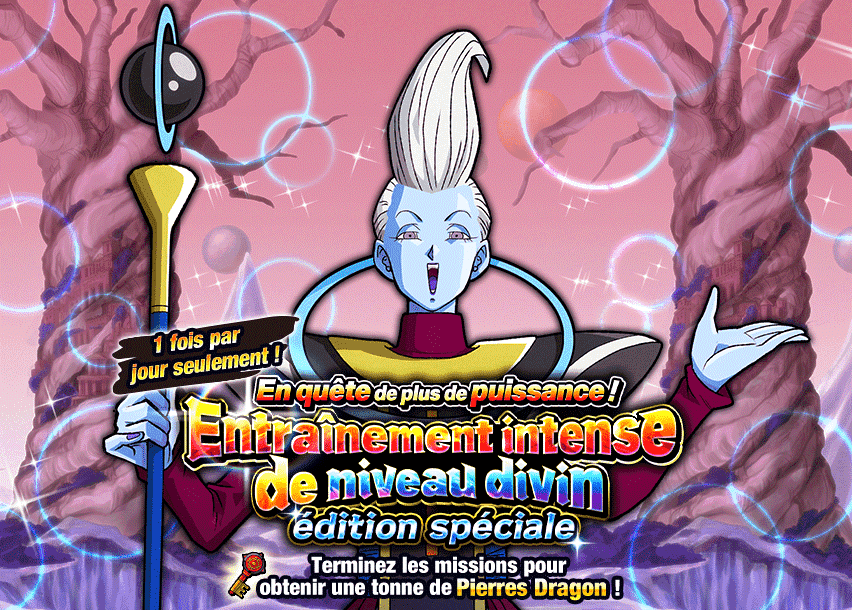 1 fois par
jour seulement !
En quête de plus de puissance !
Entraînement intense
de niveau divin
édition spéciale
Terminez les missions pour
obtenir une tonne de Pierres Dragon !